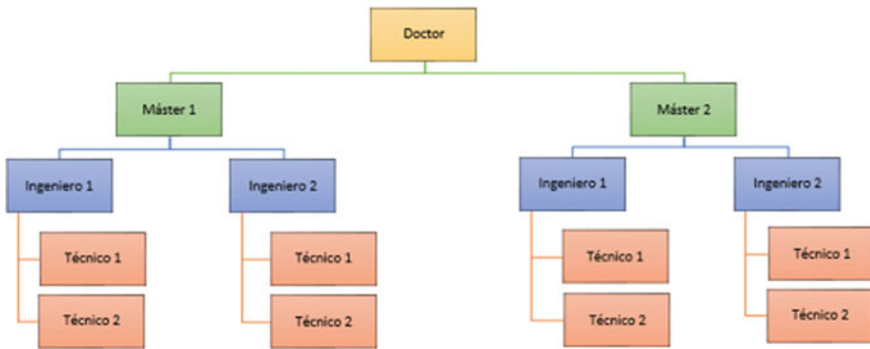 Doctor
Máster 1
Máster 2
Ingeniero 1
Ingeniero 2
Ingeniero 1
Ingeniero 2
Técnico 1
Técnico 1
Técnico 1
Técnico 1
Técnico 2
Técnico 2
Técnico 2
Técnico 2